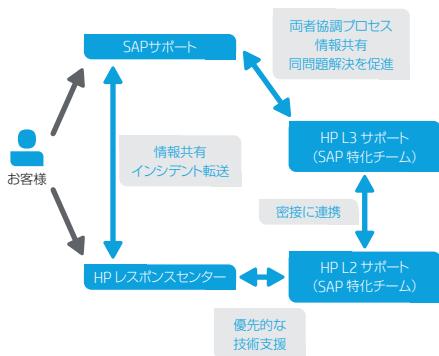 SAPサポート
両者協調プロセス
情報共有
同問題解決を促進
お客様
情報共有
インシデント転送
HP L3 サポート
（SAP 特化チーム）
密接に連携
HP レスポンスセンター
HP L2 サポート
（SAP 特化チーム）
優先的な
技術支援